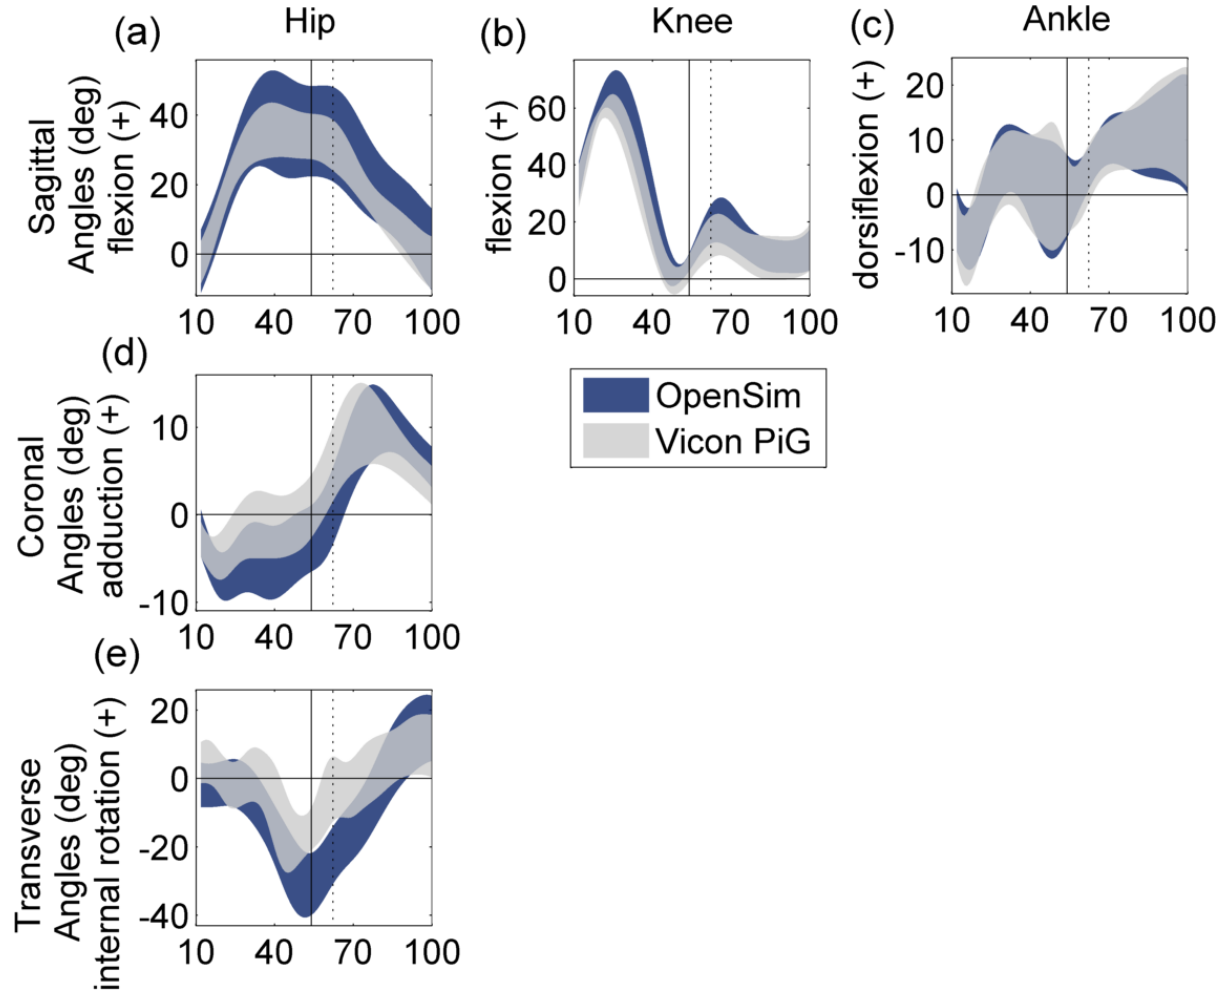 (a) Hip
(b) Knee
(c) Ankle
Sagittal
Angles (deg)
flexion (+)
40
20
0
10 40 70 100
flexion (+)
60
40
20
0
10 40 70 100
dorsiflexion (+)
20
10
0
-10
10 40 70 100
(d)
Coronal
Angles (deg)
adduction (+)
10
0
-10
10 40 70 100
OpenSim
Vicon PiG
(e)
Transverse
Angles (deg)
internal rotation (+)
20
0
-20
-40
10 40 70 100